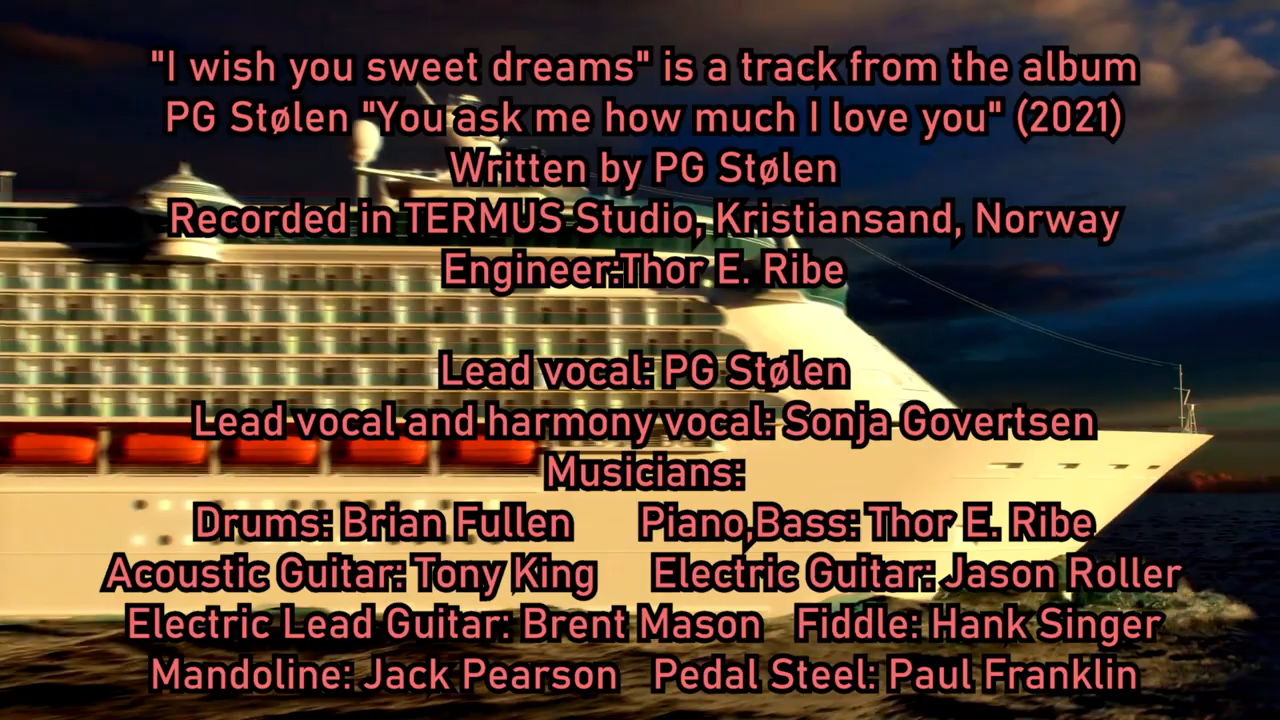 "I wish you sweet dreams" is a track from the album
PG Stølen "You ask me how much I love you" (2021)
Written by PG Stølen
Recorded in TERMUS Studio, Kristiansand, Norway
Engineer:Thor E. Ribe
Lead vocal: PG Stølen
Lead vocal and harmony vocal: Sonja Govertsen
Musicians:
Drums: Brian Fullen Piano,Bass: Thor E. Ribe
Acoustic Guitar: Tony King Electric Guitar: Jason Roller
Electric Lead Guitar: Brent Mason Fiddle: Hank Singer
Mandoline: Jack Pearson Pedal Steel: Paul Franklin